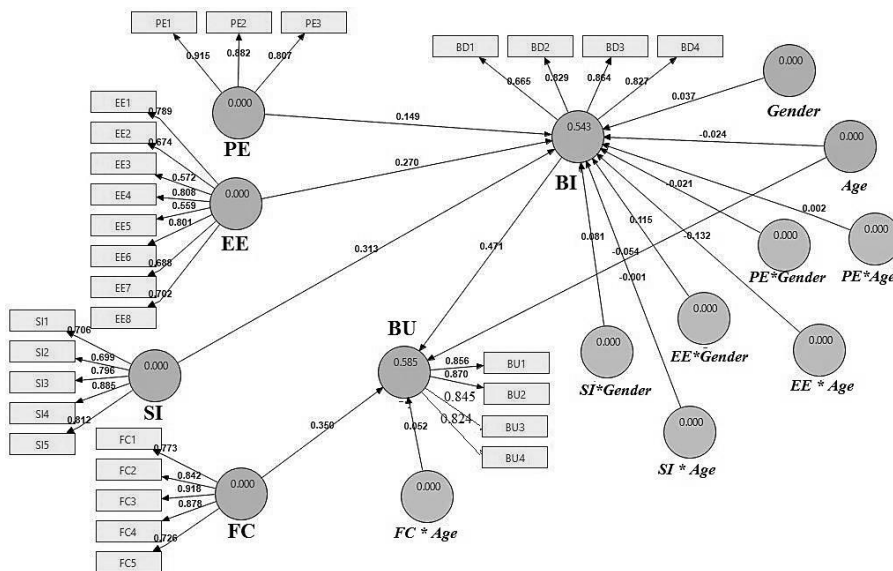 PE1 PE2 PE3
0.915 0.882 0.807
0.000
PE
EE1
EE2
EE3
EE4
EE5
EE6
EE7
EE8
0.789
0.674
0.572
0.808
0.559
0.801
0.688
0.702
0.000
EE
SI1
SI2
SI3
SI4
SI5
0.706
0.699
0.796
0.885
0.812
0.000
SI
FC1
FC2
FC3
FC4
FC5
0.773
0.842
0.918
0.878
0.726
0.000
FC
0.149
0.270
0.313
0.350
0.471
BD1 BD2 BD3 BD4
0.665 0.829 0.864 0.827
0.543
BI
BU
0.585
0.856
0.870
0.845
0.824
BU1
BU2
BU3
BU4
0.052
0.000
FC * Age
0.037
0.000
Gender
-0.024
0.000
Age
-0.021
0.000
PE*Gender
0.002
0.000
PE*Age
0.115
0.000
EE*Gender
-0.132
0.000
EE * Age
0.081
0.000
SI*Gender
-0.054
-0.001
0.000
SI * Age